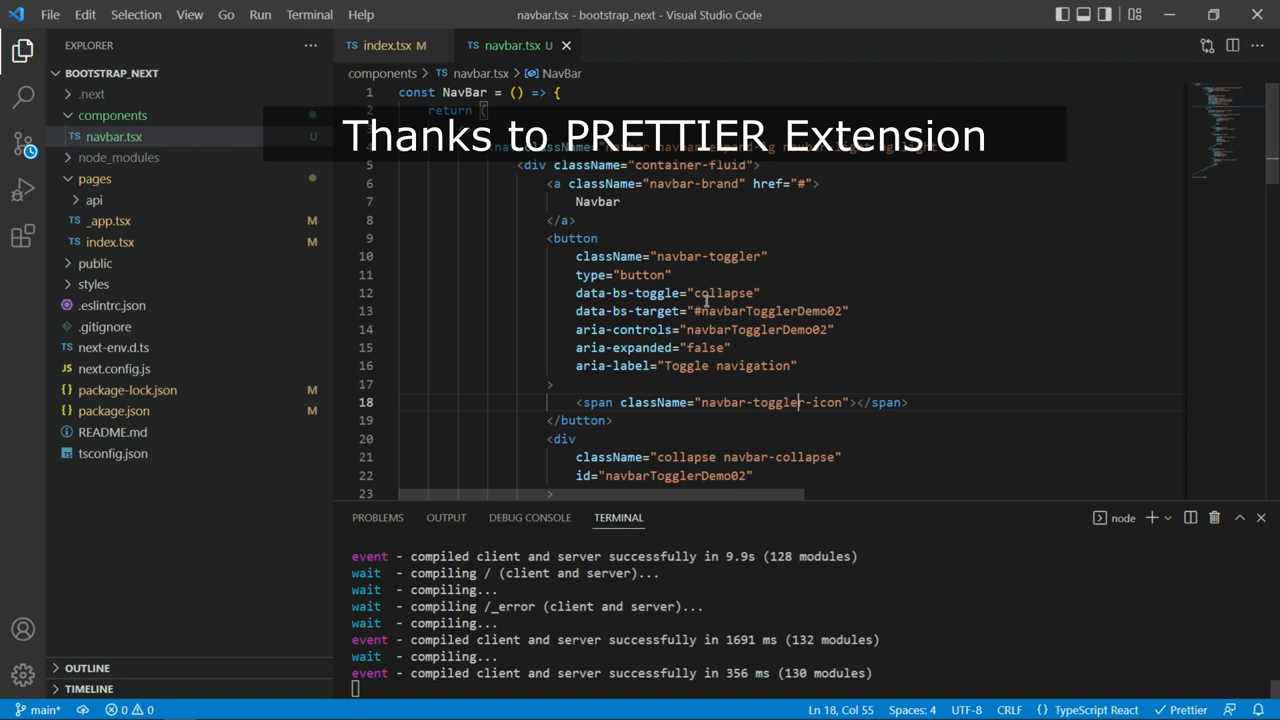 File Edit Selection View Go Run Terminal Help
navbar.tsx - bootstrap_next - Visual Studio Code
EXPLORER
BOOTSTRAP_NEXT
.next
components
navbar.tsx U
node_modules
pages
api
_app.tsx M
index.tsx M
public
styles
.eslintrc.json
.gitignore
next-env.d.ts
next.config.js
package-lock.json M
package.json M
README.md
tsconfig.json
OUTLINE
TIMELINE
TS index.tsx M TS navbar.tsx U
components > TS navbar.tsx > NavBar
1 const NavBar = () => {
2 return (
Thanks to PRETTIER Extension
5 <div className="container-fluid">
6 <a className="navbar-brand" href="#">
7 Navbar
8 </a>
9 <button
10 className="navbar-toggler"
11 type="button"
12 data-bs-toggle="collapse"
13 data-bs-target="#navbarTogglerDemo02"
14 aria-controls="navbarTogglerDemo02"
15 aria-expanded="false"
16 aria-label="Toggle navigation"
17 >
18 <span className="navbar-toggler-icon"></span>
19 </button>
20 <div
21 className="collapse navbar-collapse"
22 id="navbarTogglerDemo02"
23 >
PROBLEMS OUTPUT DEBUG CONSOLE TERMINAL
node
event - compiled client and server successfully in 9.9s (128 modules)
wait - compiling / (client and server)...
wait - compiling...
wait - compiling /_error (client and server)...
wait - compiling...
event - compiled client and server successfully in 1691 ms (132 modules)
wait - compiling...
event - compiled client and server successfully in 356 ms (130 modules)
main* 0 0 Ln 18, Col 55 Spaces: 4 UTF-8 CRLF {} TypeScript React Prettier